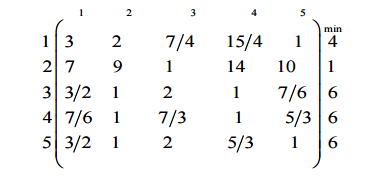 1 2 3 4 5
min
1 3 2 7/4 15/4 1 4
2 7 9 1 14 10 1
3 3/2 1 2 1 7/6 6
4 7/6 1 7/3 1 5/3 6
5 3/2 1 2 5/3 1 6